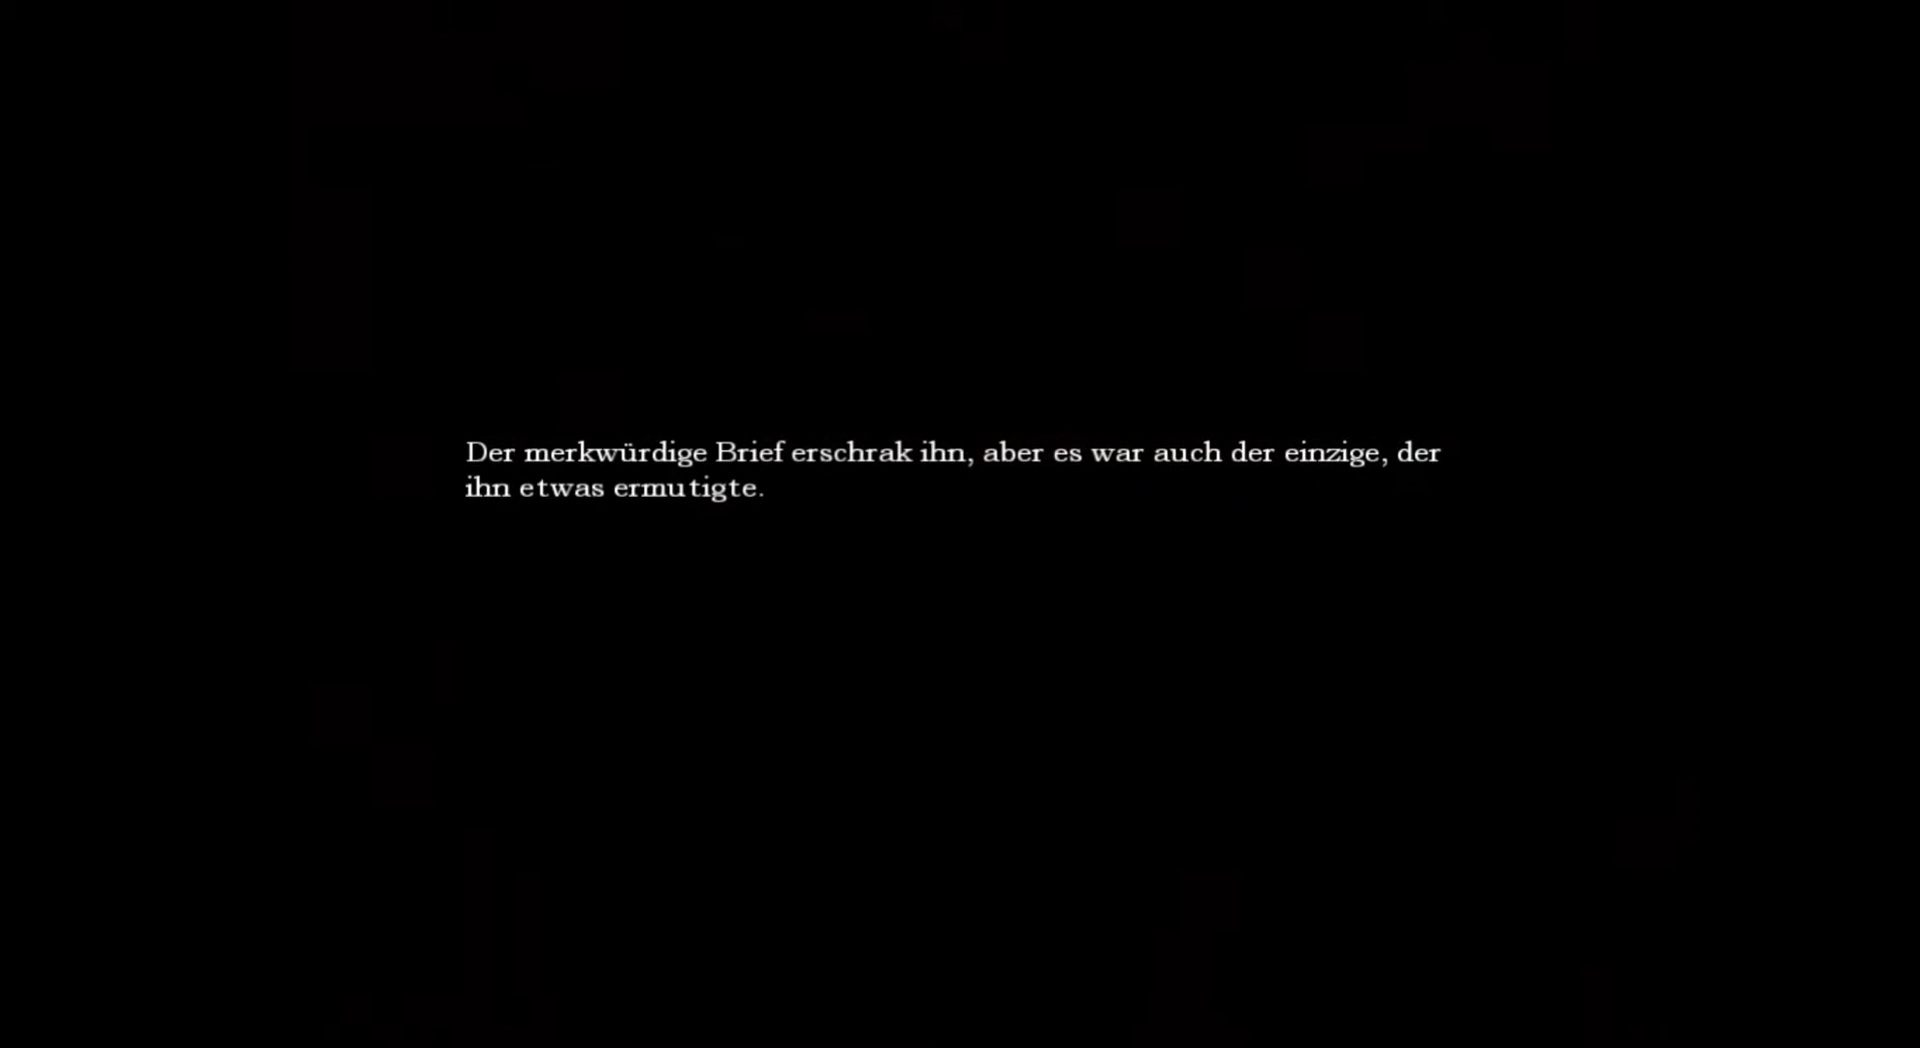 Der merkwürdige Brief erschrak ihn, aber es war auch der einzige, der
ihn etwas ermutigte.